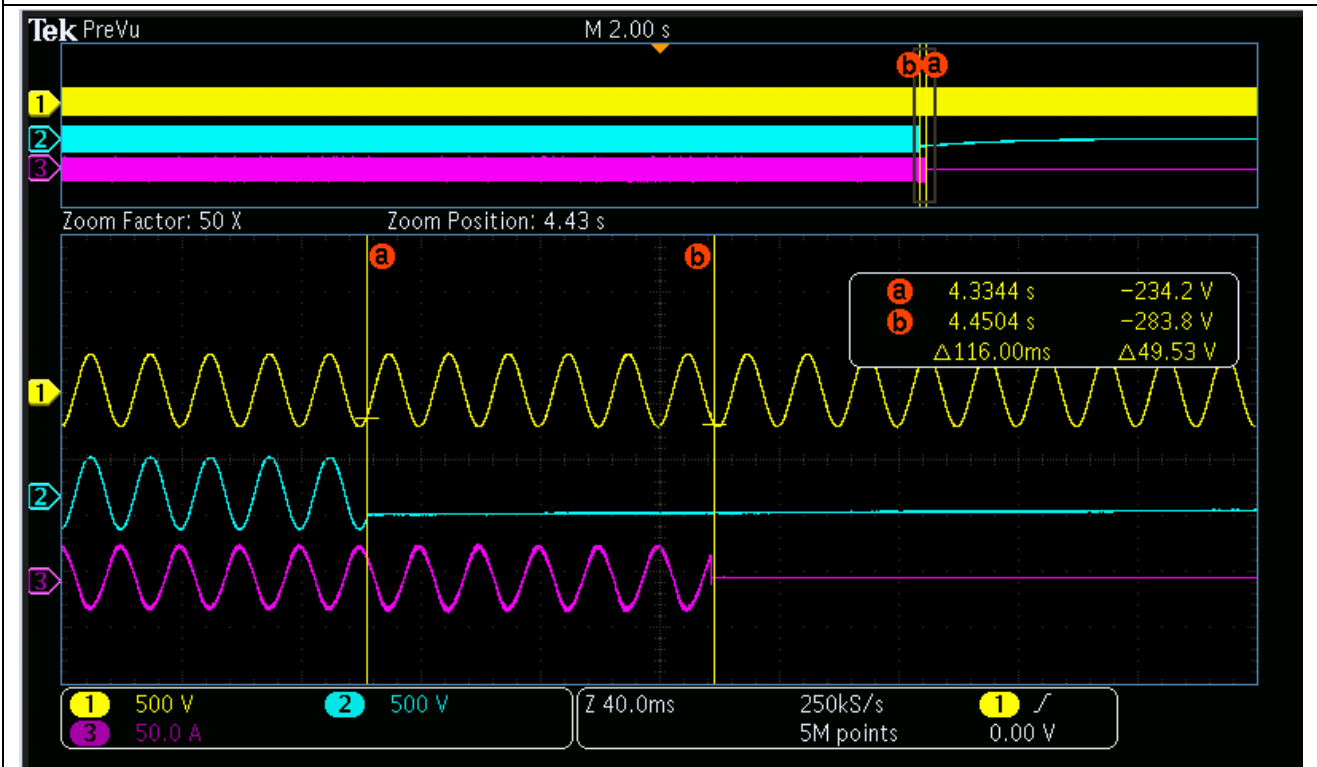 Tek PreVu M 2.00 s
b a
1
2
3
Zoom Factor: 50 X Zoom Position: 4.43 s
a b
a 4.3344 s −234.2 V
b 4.4504 s −283.8 V
△116.00ms △49.53 V
1
2
3
1 500 V 2 500 V Z 40.0ms 250kS/s 1
3 50.0 A 5M points 0.00 V